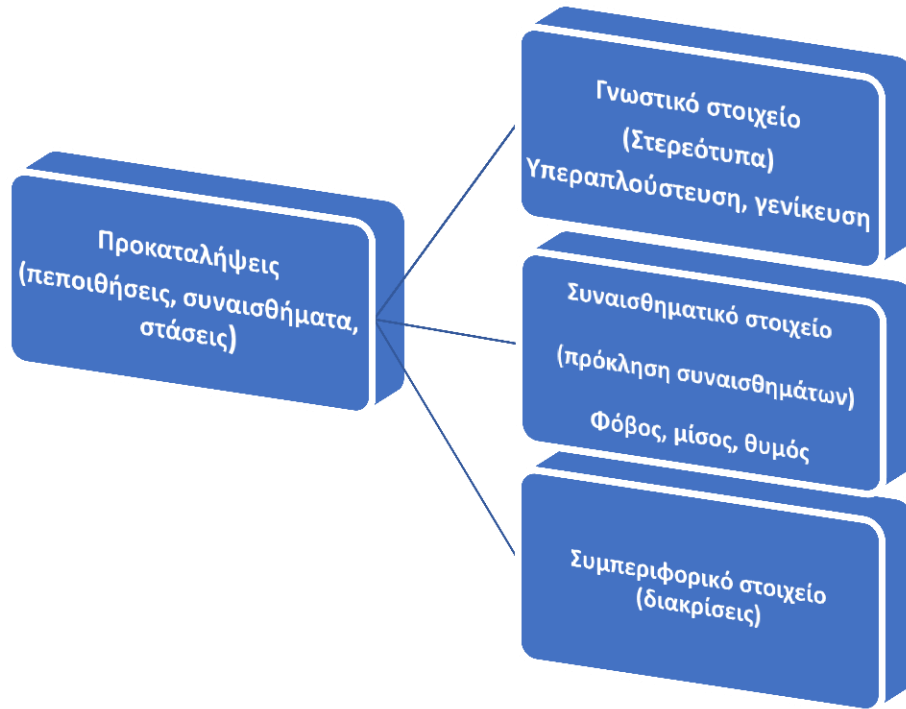 Προκαταλήψεις
(πεποιθήσεις, συναισθήματα,
στάσεις)
Γνωστικό στοιχείο
(Στερεότυπα)
Υπεραπλούστευση, γενίκευση
Συναισθηματικό στοιχείο
(πρόκληση συναισθημάτων)
Φόβος, μίσος, θυμός
Συμπεριφορικό στοιχείο
(διακρίσεις)